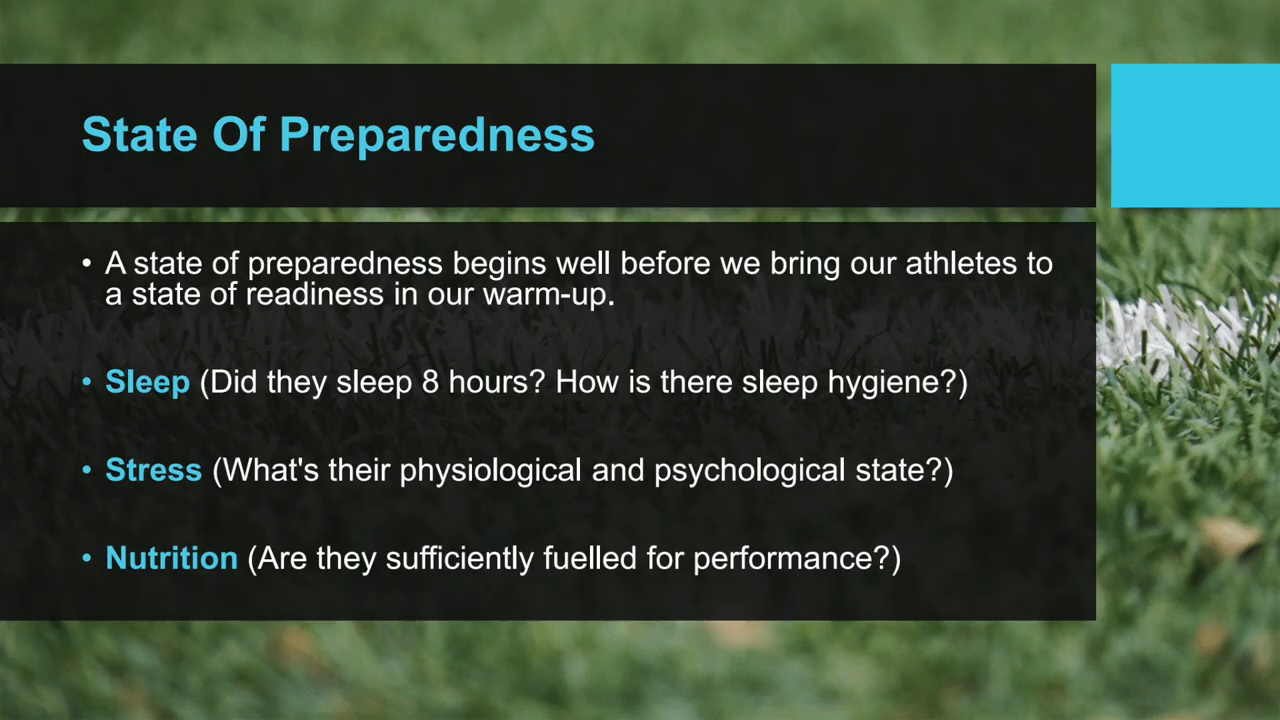 State Of Preparedness
• A state of preparedness begins well before we bring our athletes to
a state of readiness in our warm-up.
• Sleep (Did they sleep 8 hours? How is there sleep hygiene?)
• Stress (What's their physiological and psychological state?)
• Nutrition (Are they sufficiently fuelled for performance?)